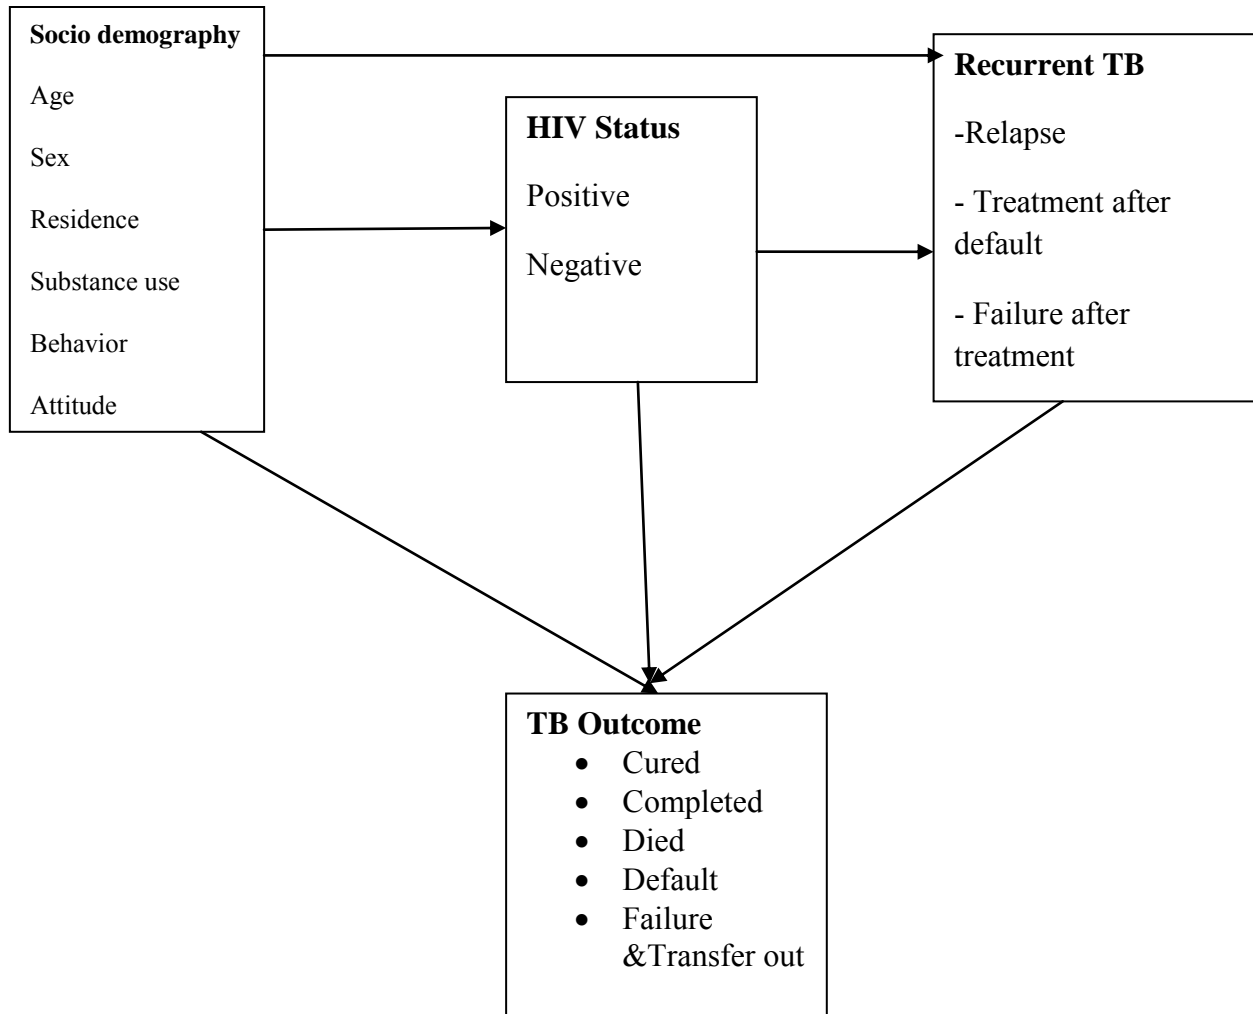 Socio demography
Age
Sex
Residence
Substance use
Behavior
Attitude
HIV Status
Positive
Negative
Recurrent TB
-Relapse
- Treatment after
default
- Failure after
treatment
TB Outcome
• Cured
• Completed
• Died
• Default
• Failure
&Transfer out